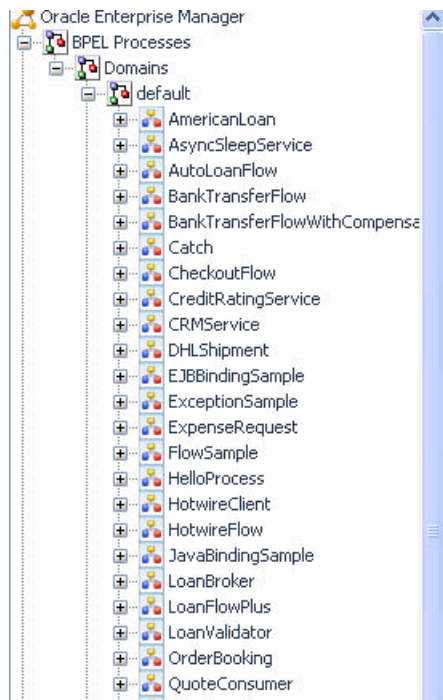 Oracle Enterprise Manager
BPEL Processes
Domains
default
AmericanLoan
AsyncSleepService
AutoLoanFlow
BankTransferFlow
BankTransferFlowWithCompensa
Catch
CheckoutFlow
CreditRatingService
CRMService
DHLShipment
EJBBindingSample
ExceptionSample
ExpenseRequest
FlowSample
HelloProcess
HotwireClient
HotwireFlow
JavaBindingSample
LoanBroker
LoanFlowPlus
LoanValidator
OrderBooking
QuoteConsumer